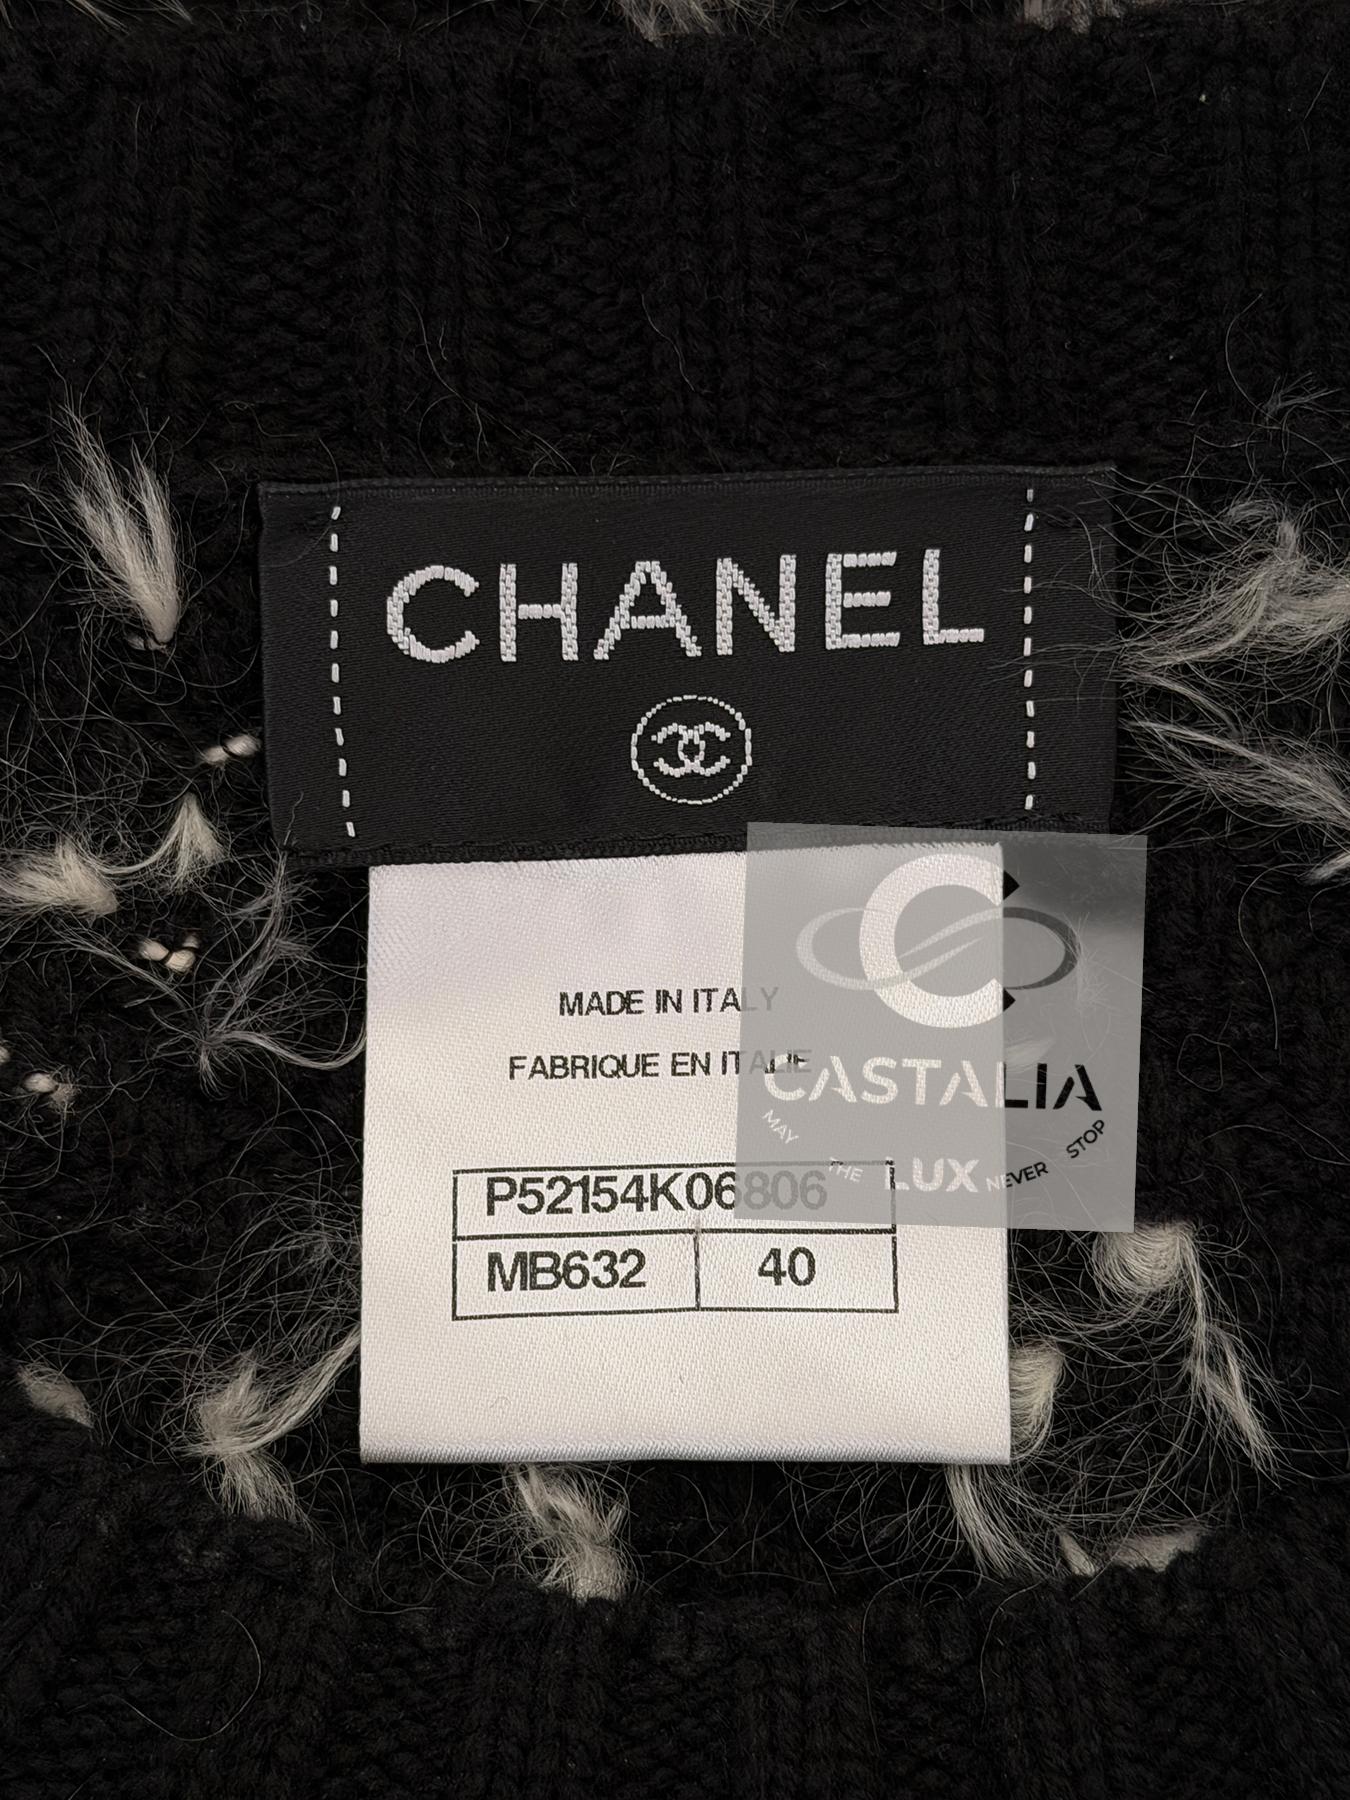 CHANEL
MADE IN ITALY
FABRIQUE EN ITALIE
P52154K06806
MB632 40
CASTALIA
MAY THE LUX NEVER STOP